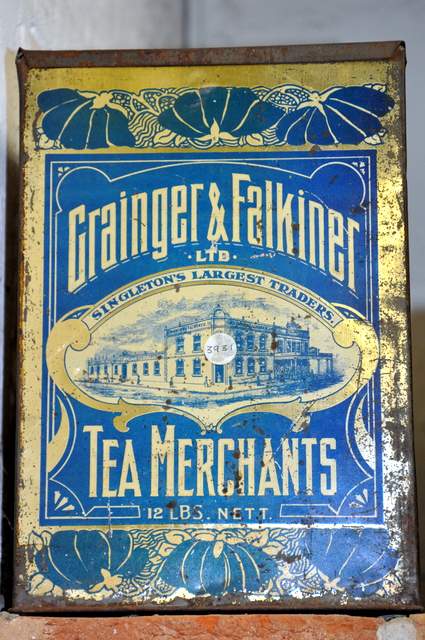 Grainger & Falkiner
LTD
SINGLETON'S LARGEST TRADERS.
TEA MERCHANTS
12 LBS. NETT.